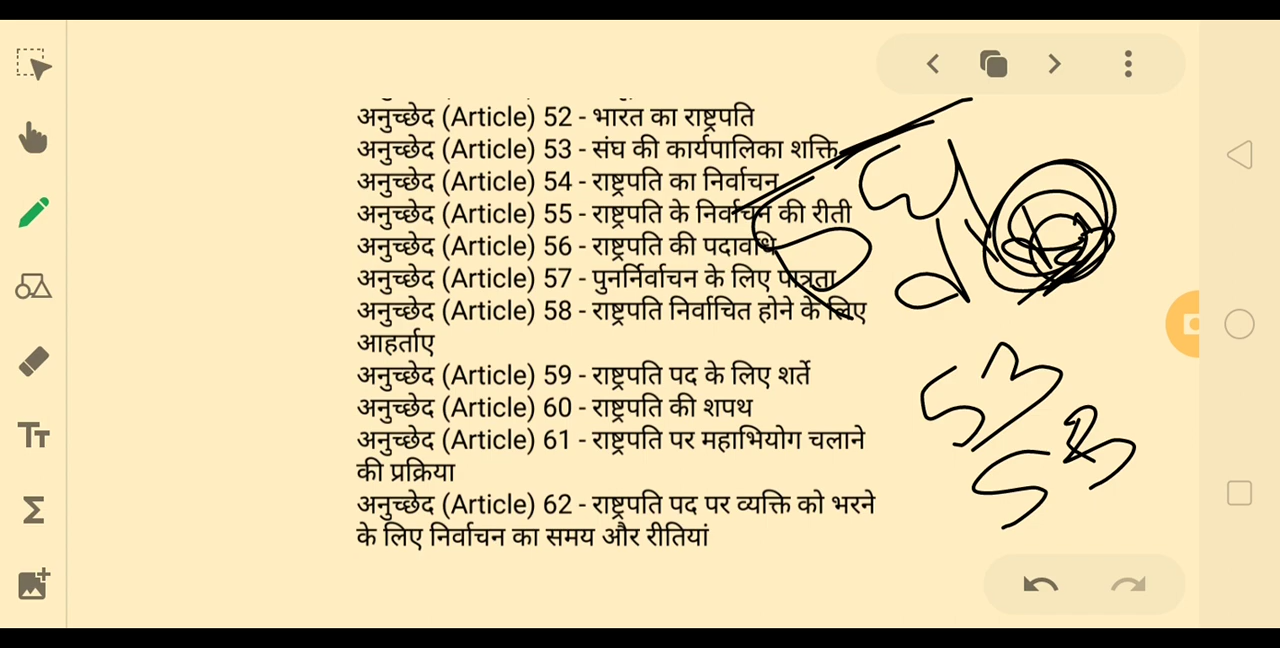 अनुच्छेद (Article) 52 - भारत का राष्ट्रपति
अनुच्छेद (Article) 53 - संघ की कार्यपालिका शक्ति
अनुच्छेद (Article) 54 - राष्ट्रपति का निर्वाचन
अनुच्छेद (Article) 55 - राष्ट्रपति के निर्वाचन की रीती
अनुच्छेद (Article) 56 - राष्ट्रपति की पदावधि
अनुच्छेद (Article) 57 - पुनर्निर्वाचन के लिए पात्रता
अनुच्छेद (Article) 58 - राष्ट्रपति निर्वाचित होने के लिए
आहर्ताए
अनुच्छेद (Article) 59 - राष्ट्रपति पद के लिए शर्ते
अनुच्छेद (Article) 60 - राष्ट्रपति की शपथ
अनुच्छेद (Article) 61 - राष्ट्रपति पर महाभियोग चलाने
की प्रक्रिया
अनुच्छेद (Article) 62 - राष्ट्रपति पद पर व्यक्ति को भरने
के लिए निर्वाचन का समय और रीतियां